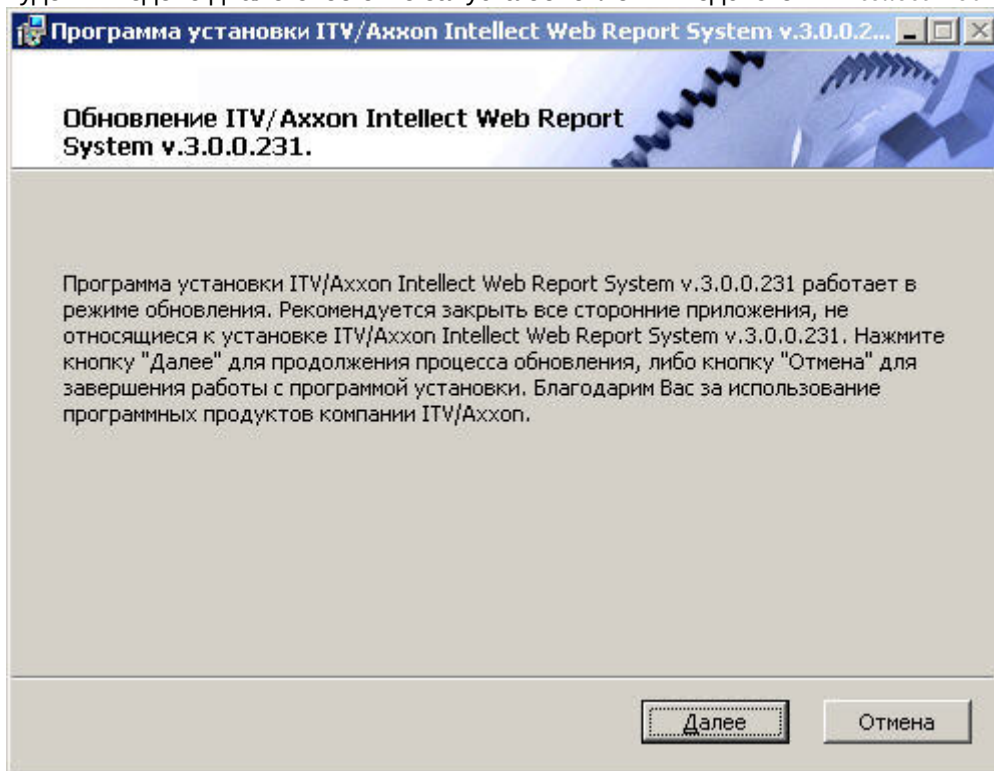 Программа установки ITV/Axxon Intellect Web Report System v.3.0.0.2...
Обновление ITV/Axxon Intellect Web Report
System v.3.0.0.231.
Программа установки ITV/Axxon Intellect Web Report System v.3.0.0.231 работает в
режиме обновления. Рекомендуется закрыть все сторонние приложения, не
относящиеся к установке ITV/Axxon Intellect Web Report System v.3.0.0.231. Нажмите
кнопку "Далее" для продолжения процесса обновления, либо кнопку "Отмена" для
завершения работы с программой установки. Благодарим Вас за использование
программных продуктов компании ITV/Axxon.
Далее
Отмена